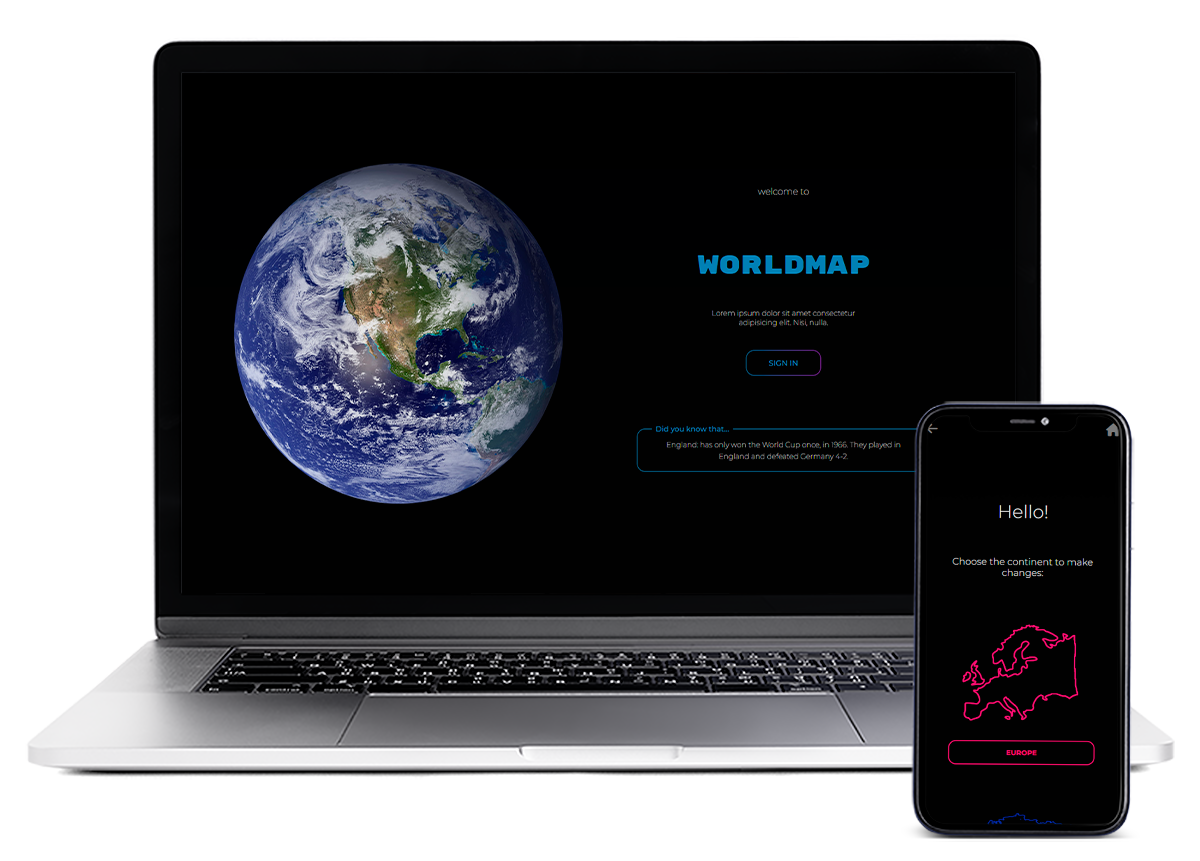 welcome to
WORLDMAP
Lorem ipsum dolor sit amet consectetur
adipisicing elit. Nisi, nulla.
SIGN IN
Did you know that...
England: has only won the World Cup once, in 1966. They played in
England and defeated Germany 4-2.
Hello!
Choose the continent to make
changes:
EUROPE